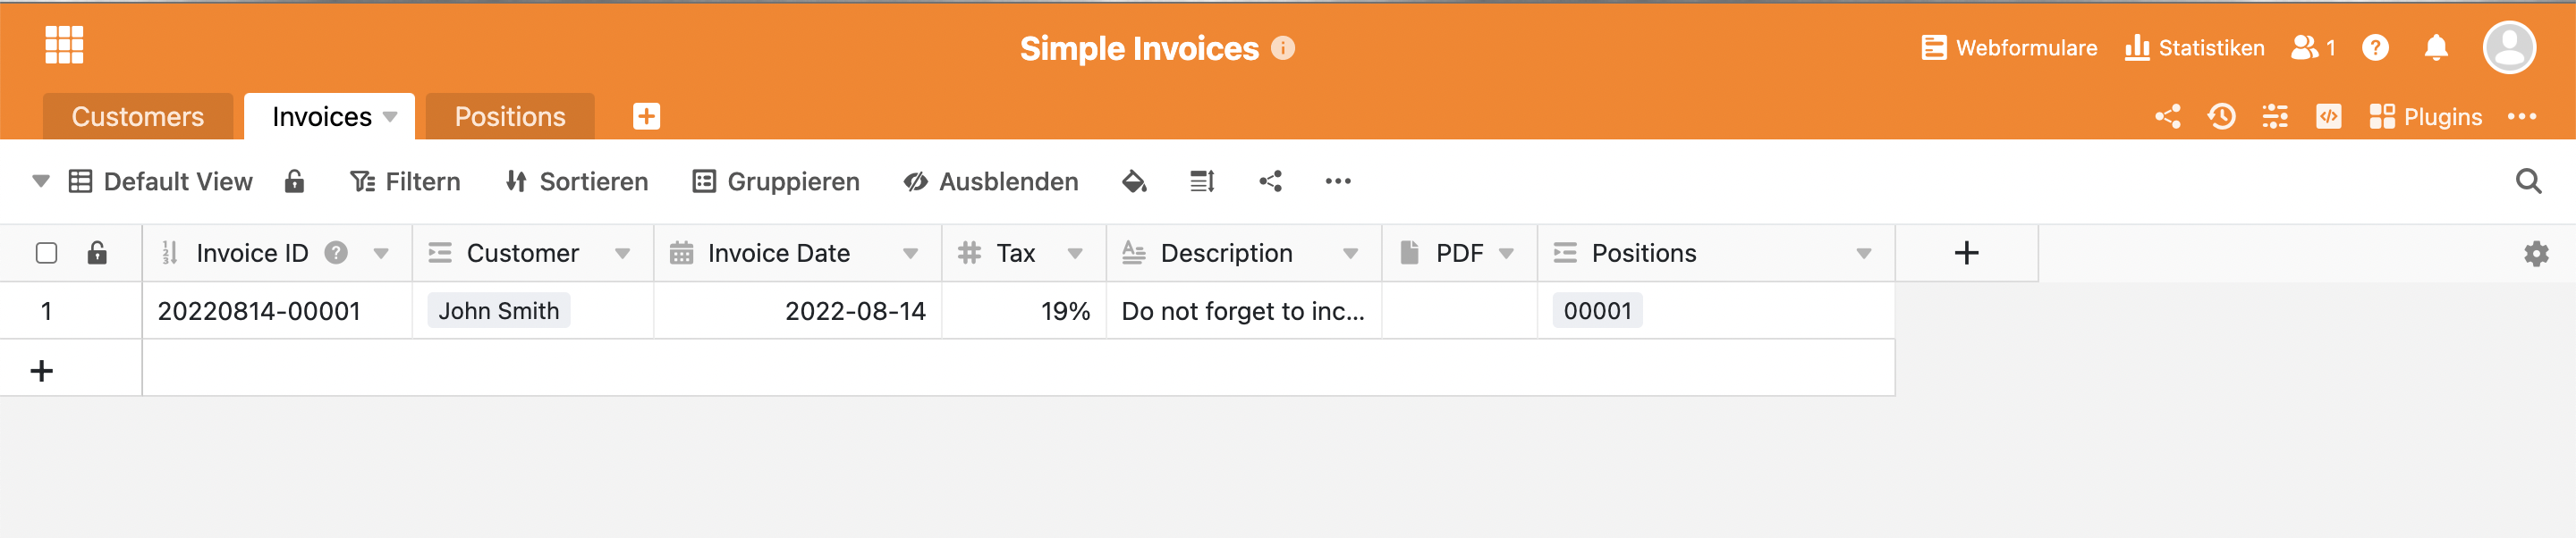 Simple Invoices
Webformulare Statistiken 1
Customers Invoices Positions
Plugins
Default View Filtern Sortieren Gruppieren Ausblenden
Invoice ID Customer Invoice Date Tax Description PDF Positions
1 20220814-00001 John Smith 2022-08-14 19% Do not forget to inc... 00001